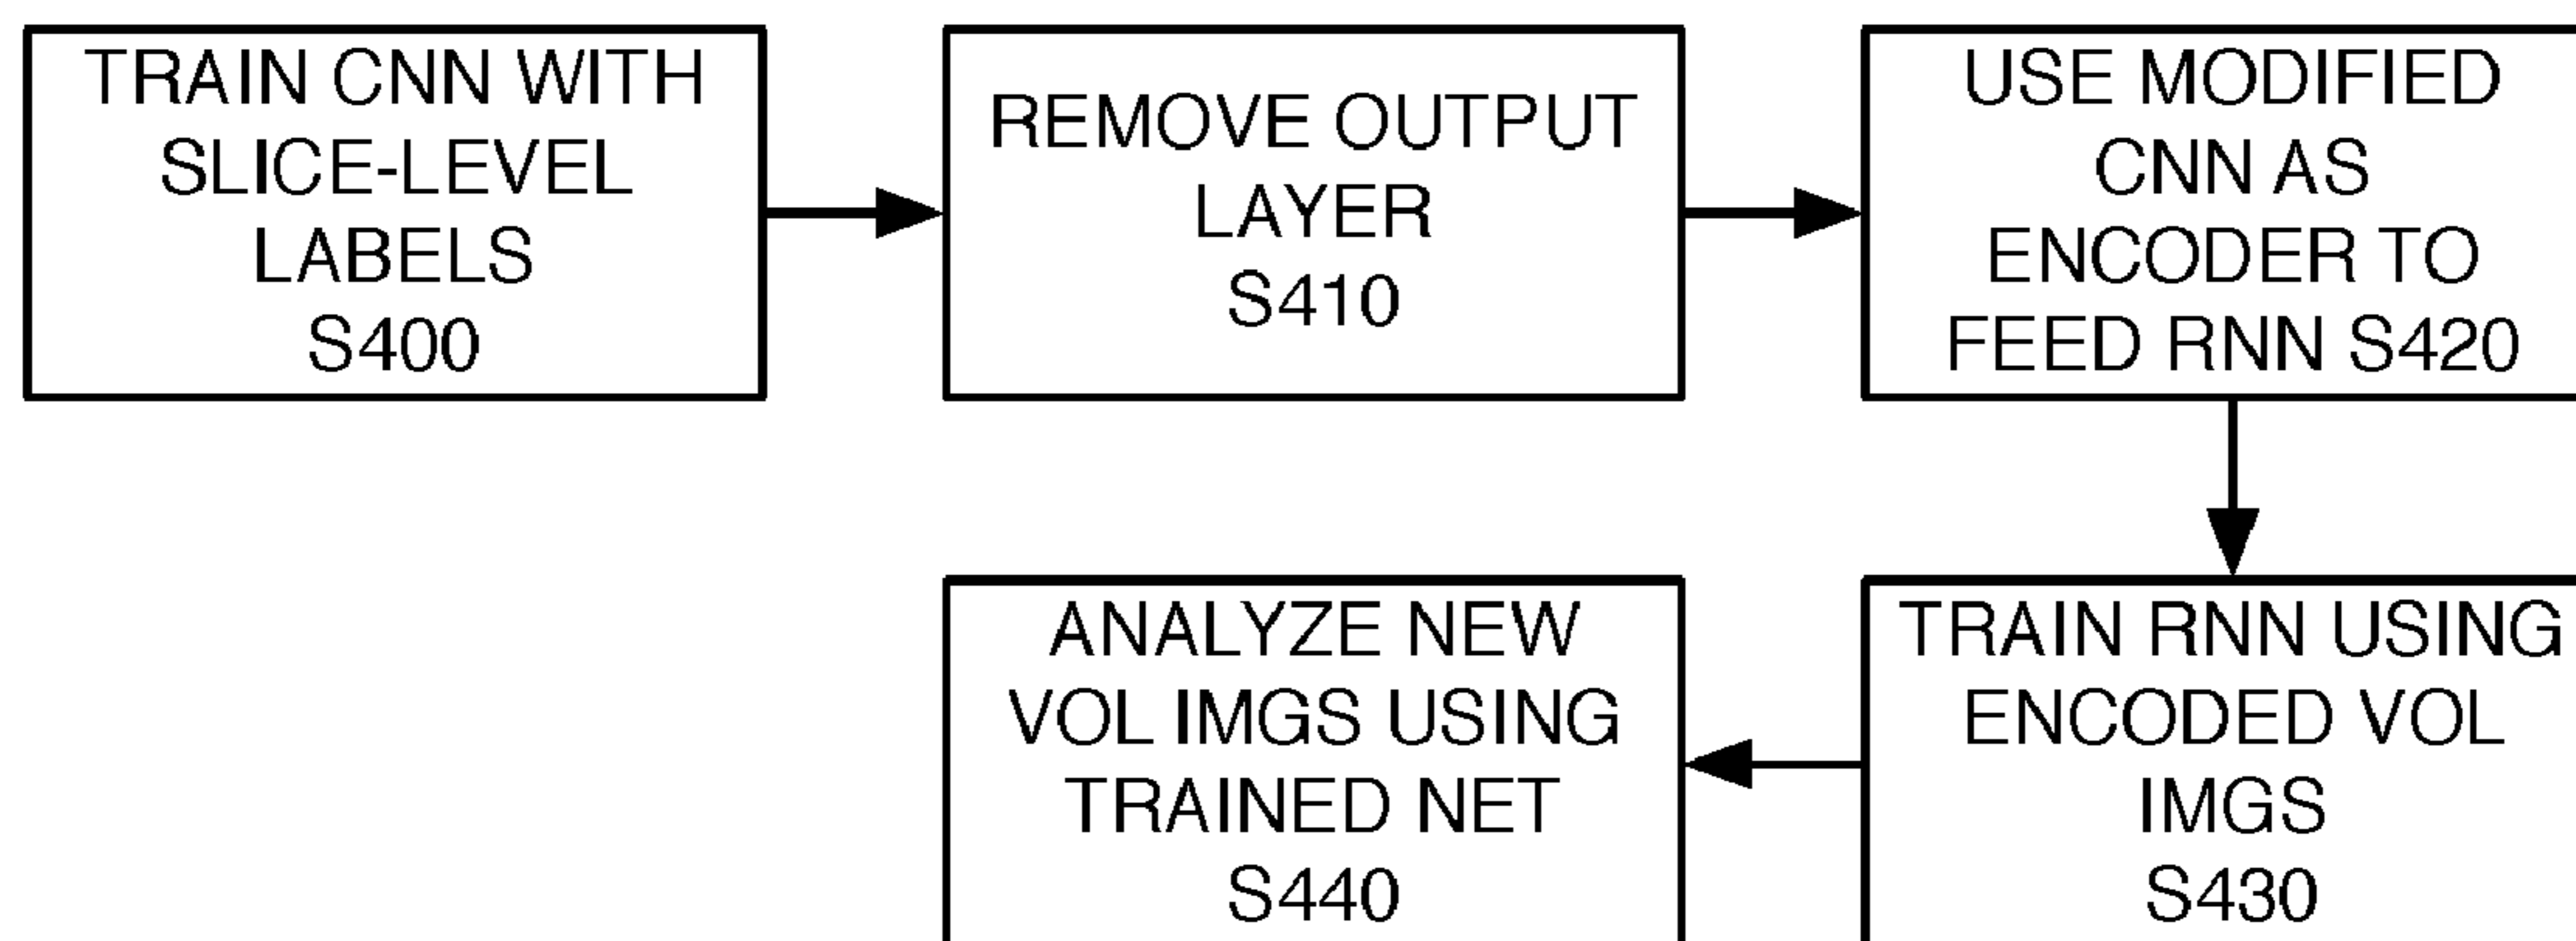 TRAIN CNN WITH
SLICE-LEVEL
LABELS
S400
REMOVE OUTPUT
LAYER
S410
USE MODIFIED
CNN AS
ENCODER TO
FEED RNN S420
TRAIN RNN USING
ENCODED VOL
IMGS
S430
ANALYZE NEW
VOL IMGS USING
TRAINED NET
S440